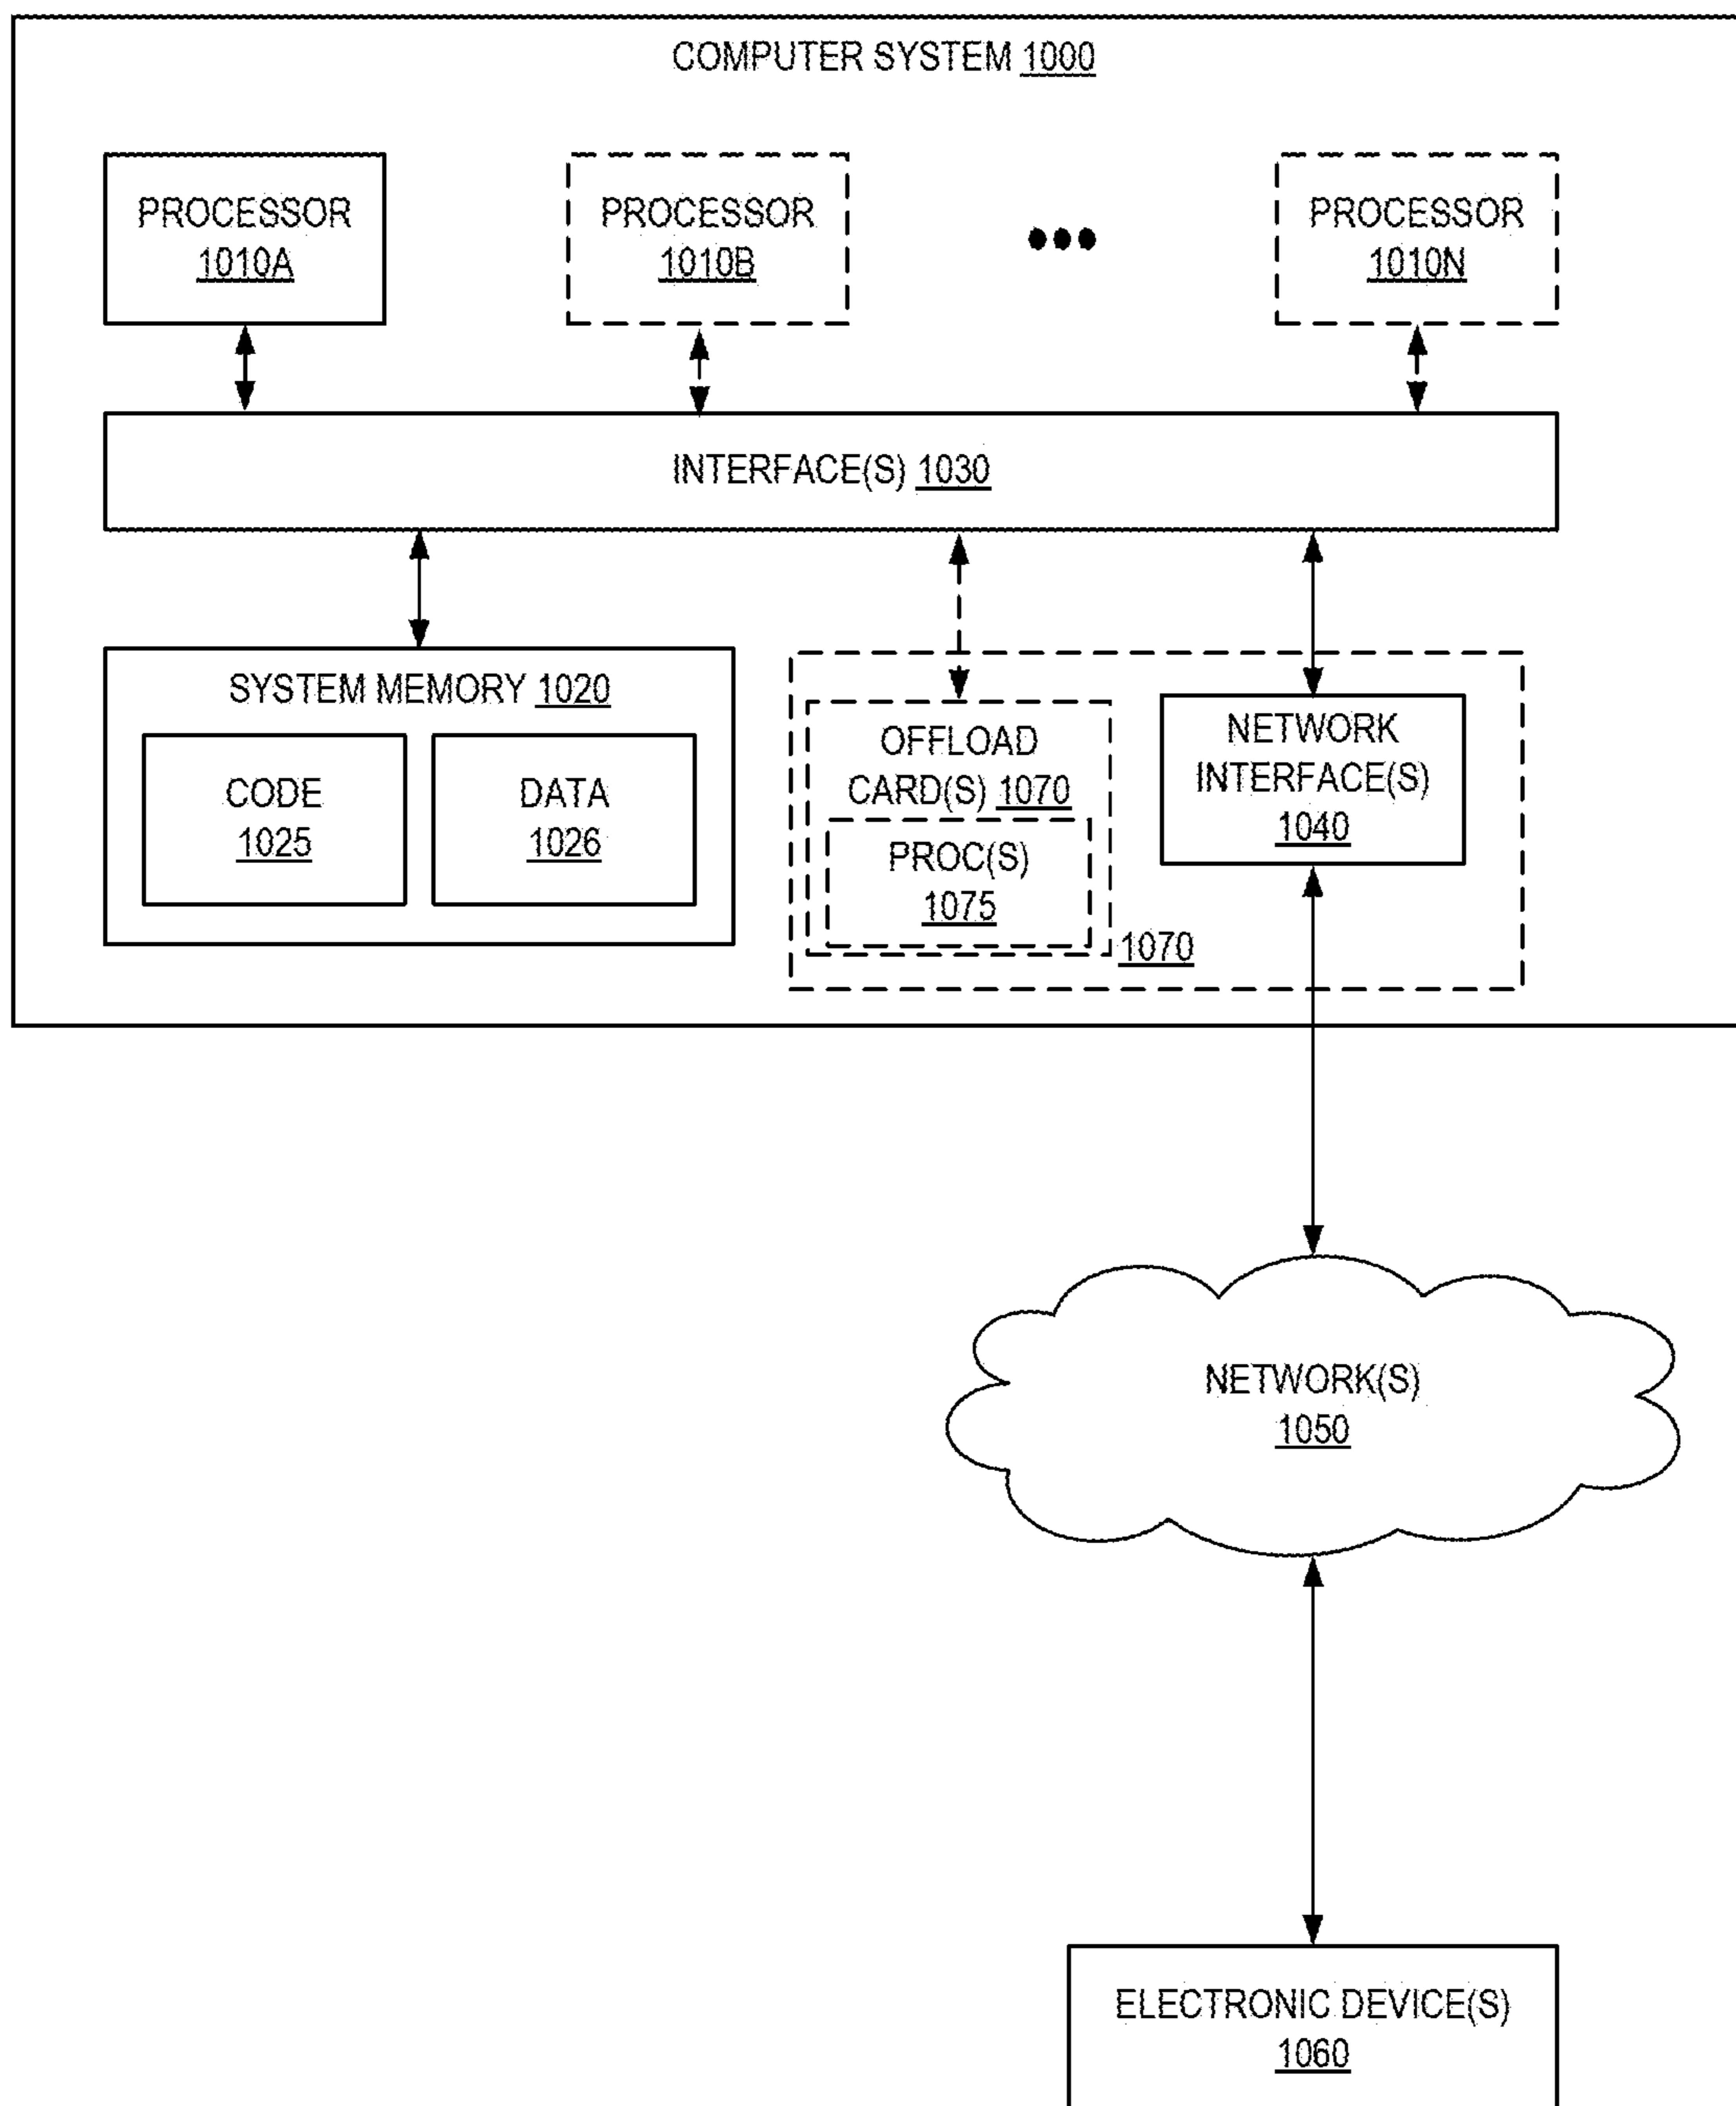 COMPUTER SYSTEM 1000
PROCESSOR
1010A
PROCESSOR
1010B
PROCESSOR
1010N
INTERFACE(S) 1030
SYSTEM MEMORY 1020
CODE
1025
DATA
1026
OFFLOAD
CARD(S) 1070
PROC(S)
1075
1070
NETWORK
INTERFACE(S)
1040
NETWORK(S)
1050
ELECTRONIC DEVICE(S)
1060